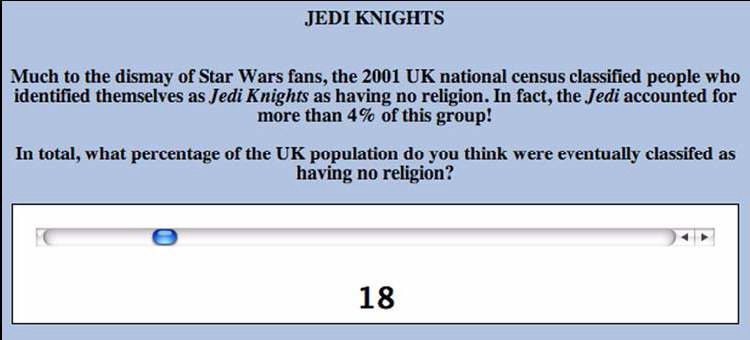 JEDI KNIGHTS
Much to the dismay of Star Wars fans, the 2001 UK national census classified people who
identified themselves as Jedi Knights as having no religion. In fact, the Jedi accounted for
more than 4% of this group!
In total, what percentage of the UK population do you think were eventually classifed as
having no religion?
18